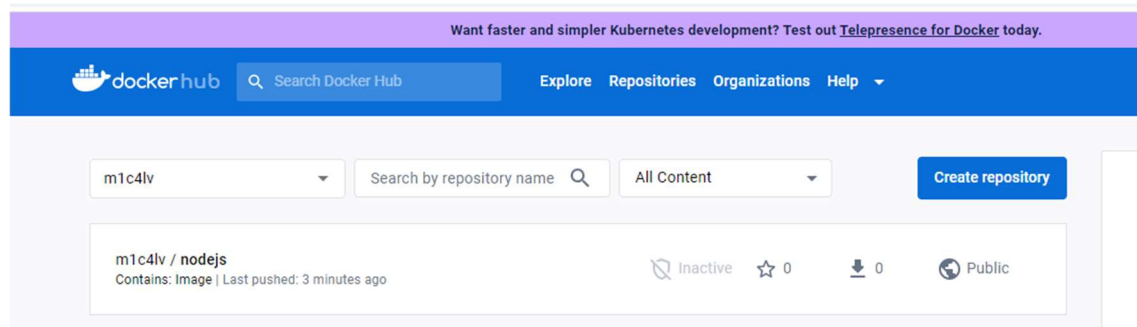 Want faster and simpler Kubernetes development? Test out Telepresence for Docker today.
dockerhub Search Docker Hub Explore Repositories Organizations Help
m1c4lv Search by repository name All Content Create repository
m1c4lv / nodejs
Contains: Image | Last pushed: 3 minutes ago
Inactive 0 0 Public